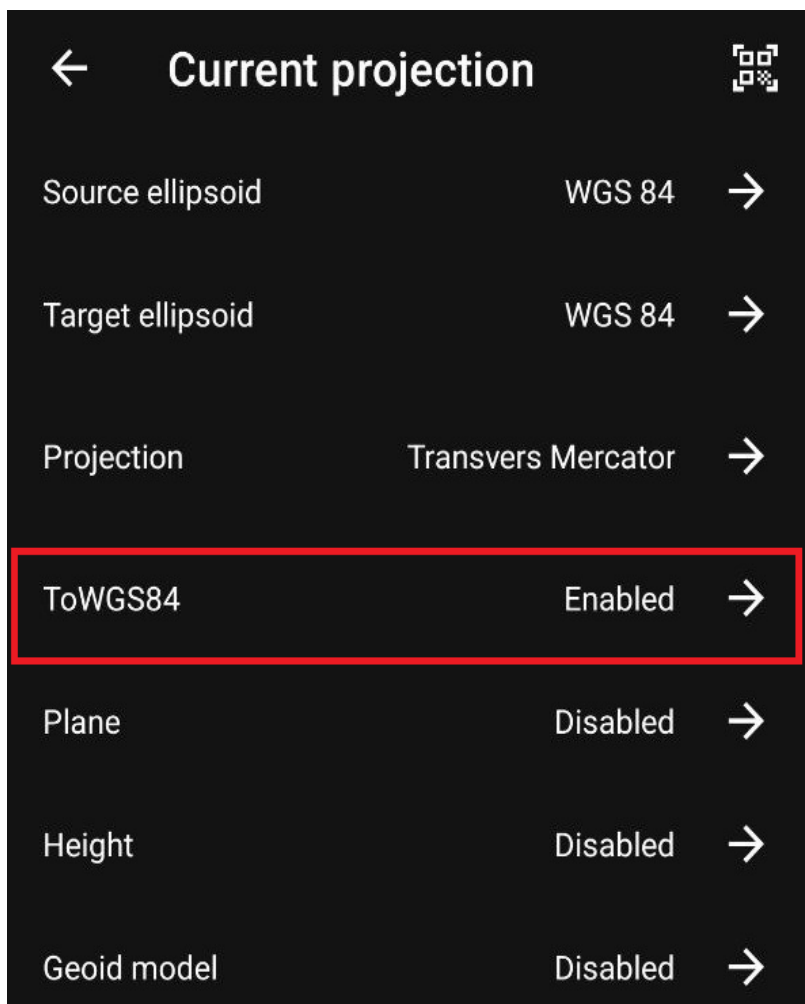 Current projection
Source ellipsoid WGS 84
Target ellipsoid WGS 84
Projection Transvers Mercator
ToWGS84 Enabled
Plane Disabled
Height Disabled
Geoid model Disabled